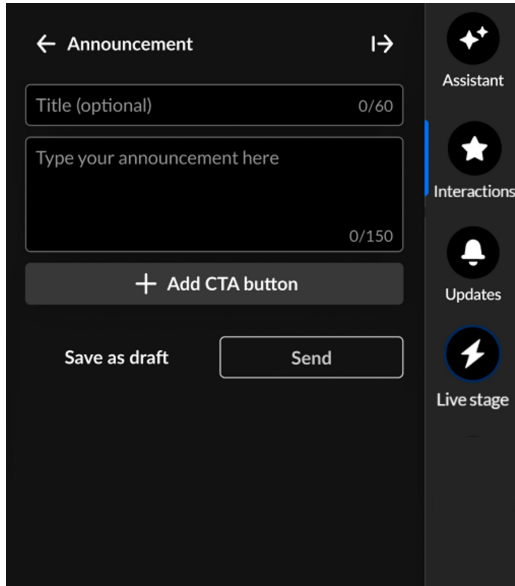 Announcement
Title (optional)
0/60
Type your announcement here
0/150
Add CTA button
Save as draft
Send
Assistant
Interactions
Updates
Live stage